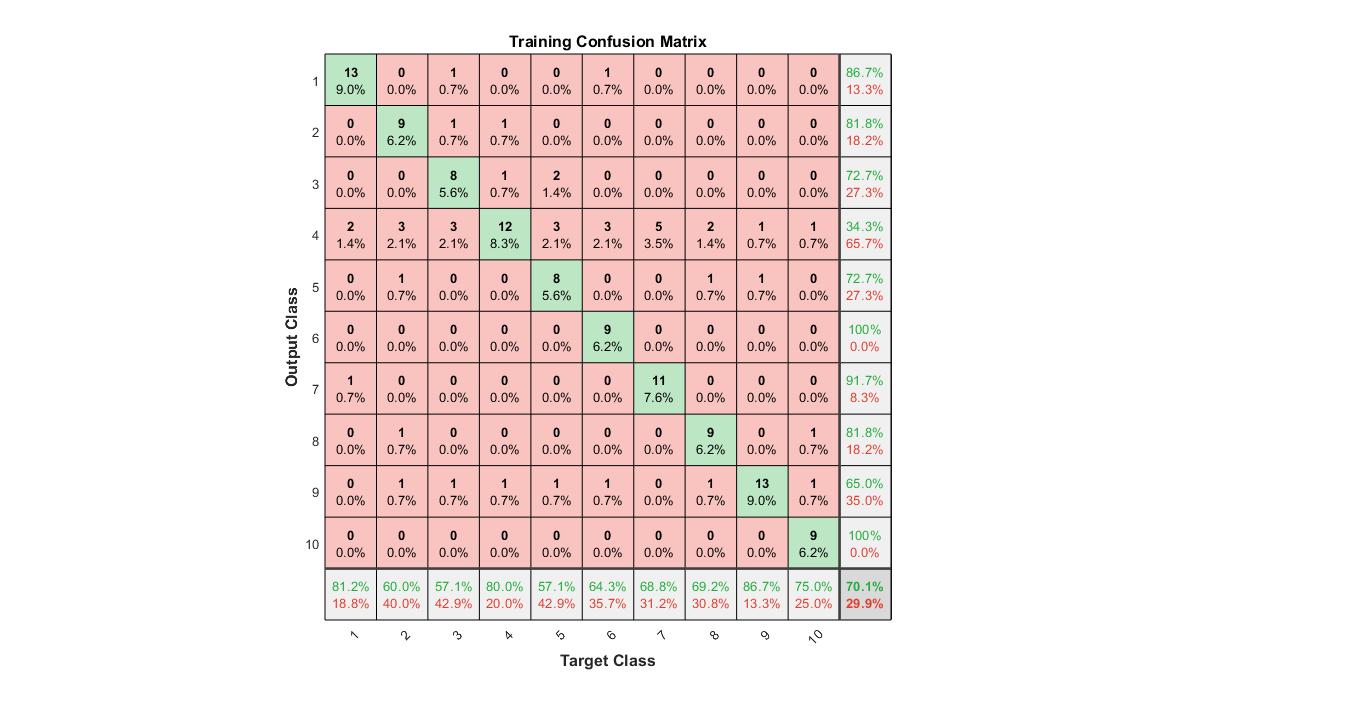 Training Confusion Matrix
1 13 0 1 0 0 1 0 0 0 0 86.7%
9.0% 0.0% 0.7% 0.0% 0.0% 0.7% 0.0% 0.0% 0.0% 0.0% 13.3%
2 0 9 1 1 0 0 0 0 0 0 81.8%
0.0% 6.2% 0.7% 0.7% 0.0% 0.0% 0.0% 0.0% 0.0% 0.0% 18.2%
3 0 0 8 1 2 0 0 0 0 0 72.7%
0.0% 0.0% 5.6% 0.7% 1.4% 0.0% 0.0% 0.0% 0.0% 0.0% 27.3%
4 2 3 3 12 3 3 5 2 1 1 34.3%
1.4% 2.1% 2.1% 8.3% 2.1% 2.1% 3.5% 1.4% 0.7% 0.7% 65.7%
5 0 1 0 0 8 0 0 1 1 0 72.7%
0.0% 0.7% 0.0% 0.0% 5.6% 0.0% 0.0% 0.7% 0.7% 0.0% 27.3%
6 0 0 0 0 0 9 0 0 0 0 100%
0.0% 0.0% 0.0% 0.0% 0.0% 6.2% 0.0% 0.0% 0.0% 0.0% 0.0%
7 1 0 0 0 0 0 11 0 0 0 91.7%
0.7% 0.0% 0.0% 0.0% 0.0% 0.0% 7.6% 0.0% 0.0% 0.0% 8.3%
8 0 1 0 0 0 0 0 9 0 1 81.8%
0.0% 0.7% 0.0% 0.0% 0.0% 0.0% 0.0% 6.2% 0.0% 0.7% 18.2%
9 0 1 1 1 1 1 0 1 13 1 65.0%
0.0% 0.7% 0.7% 0.7% 0.7% 0.7% 0.0% 0.7% 9.0% 0.7% 35.0%
10 0 0 0 0 0 0 0 0 0 9 100%
0.0% 0.0% 0.0% 0.0% 0.0% 0.0% 0.0% 0.0% 0.0% 6.2% 0.0%
81.2% 60.0% 57.1% 80.0% 57.1% 64.3% 68.8% 69.2% 86.7% 75.0% 70.1%
18.8% 40.0% 42.9% 20.0% 42.9% 35.7% 31.2% 30.8% 13.3% 25.0% 29.9%
1 2 3 4 5 6 7 8 9 10
Target Class
Output Class